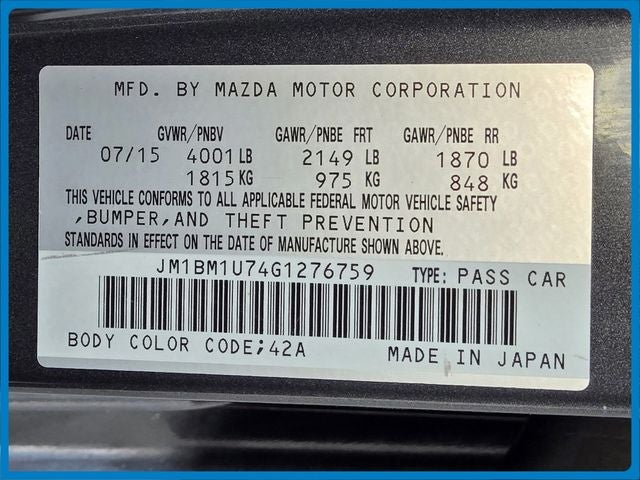 MFD. BY MAZDA MOTOR CORPORATION
DATE GVWR/PNBV GAWR/PNBE FRT GAWR/PNBE RR
07/15 4001 LB 2149 LB 1870 LB
1815 KG 975 KG 848 KG
THIS VEHICLE CONFORMS TO ALL APPLICABLE FEDERAL MOTOR VEHICLE SAFETY
,BUMPER,AND THEFT PREVENTION
STANDARDS IN EFFECT ON THE DATE OF MANUFACTURE SHOWN ABOVE.
JM1BM1U74G1276759 TYPE: PASS CAR
BODY COLOR CODE;42A MADE IN JAPAN